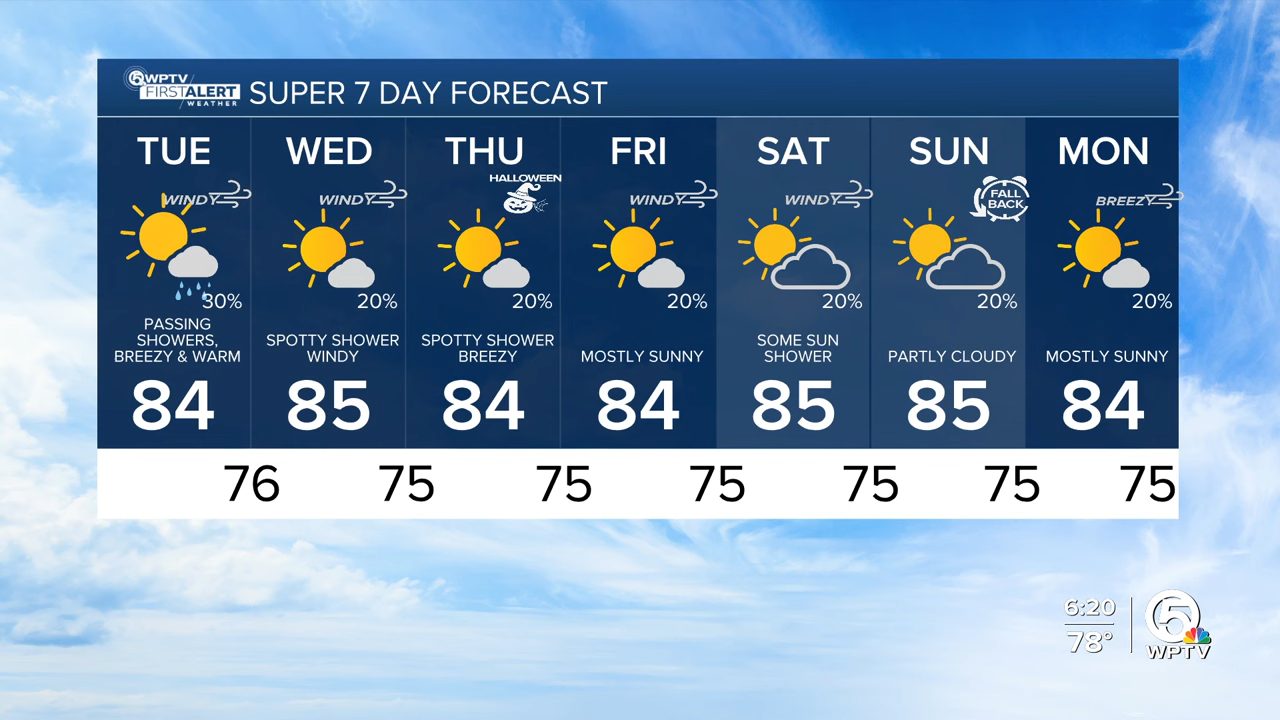 5 WPTV
FIRST ALERT
WEATHER
SUPER 7 DAY FORECAST
TUE
WINDY
30%
PASSING
SHOWERS,
BREEZY & WARM
84
WED
WINDY
20%
SPOTTY SHOWER
WINDY
85
THU
HALLOWEEN
20%
SPOTTY SHOWER
BREEZY
84
FRI
WINDY
20%
MOSTLY SUNNY
84
SAT
WINDY
20%
SOME SUN
SHOWER
85
SUN
FALL
BACK
20%
PARTLY CLOUDY
85
MON
BREEZY
20%
MOSTLY SUNNY
84
76 75 75 75 75 75 75
6:20
78°
5
WPTV